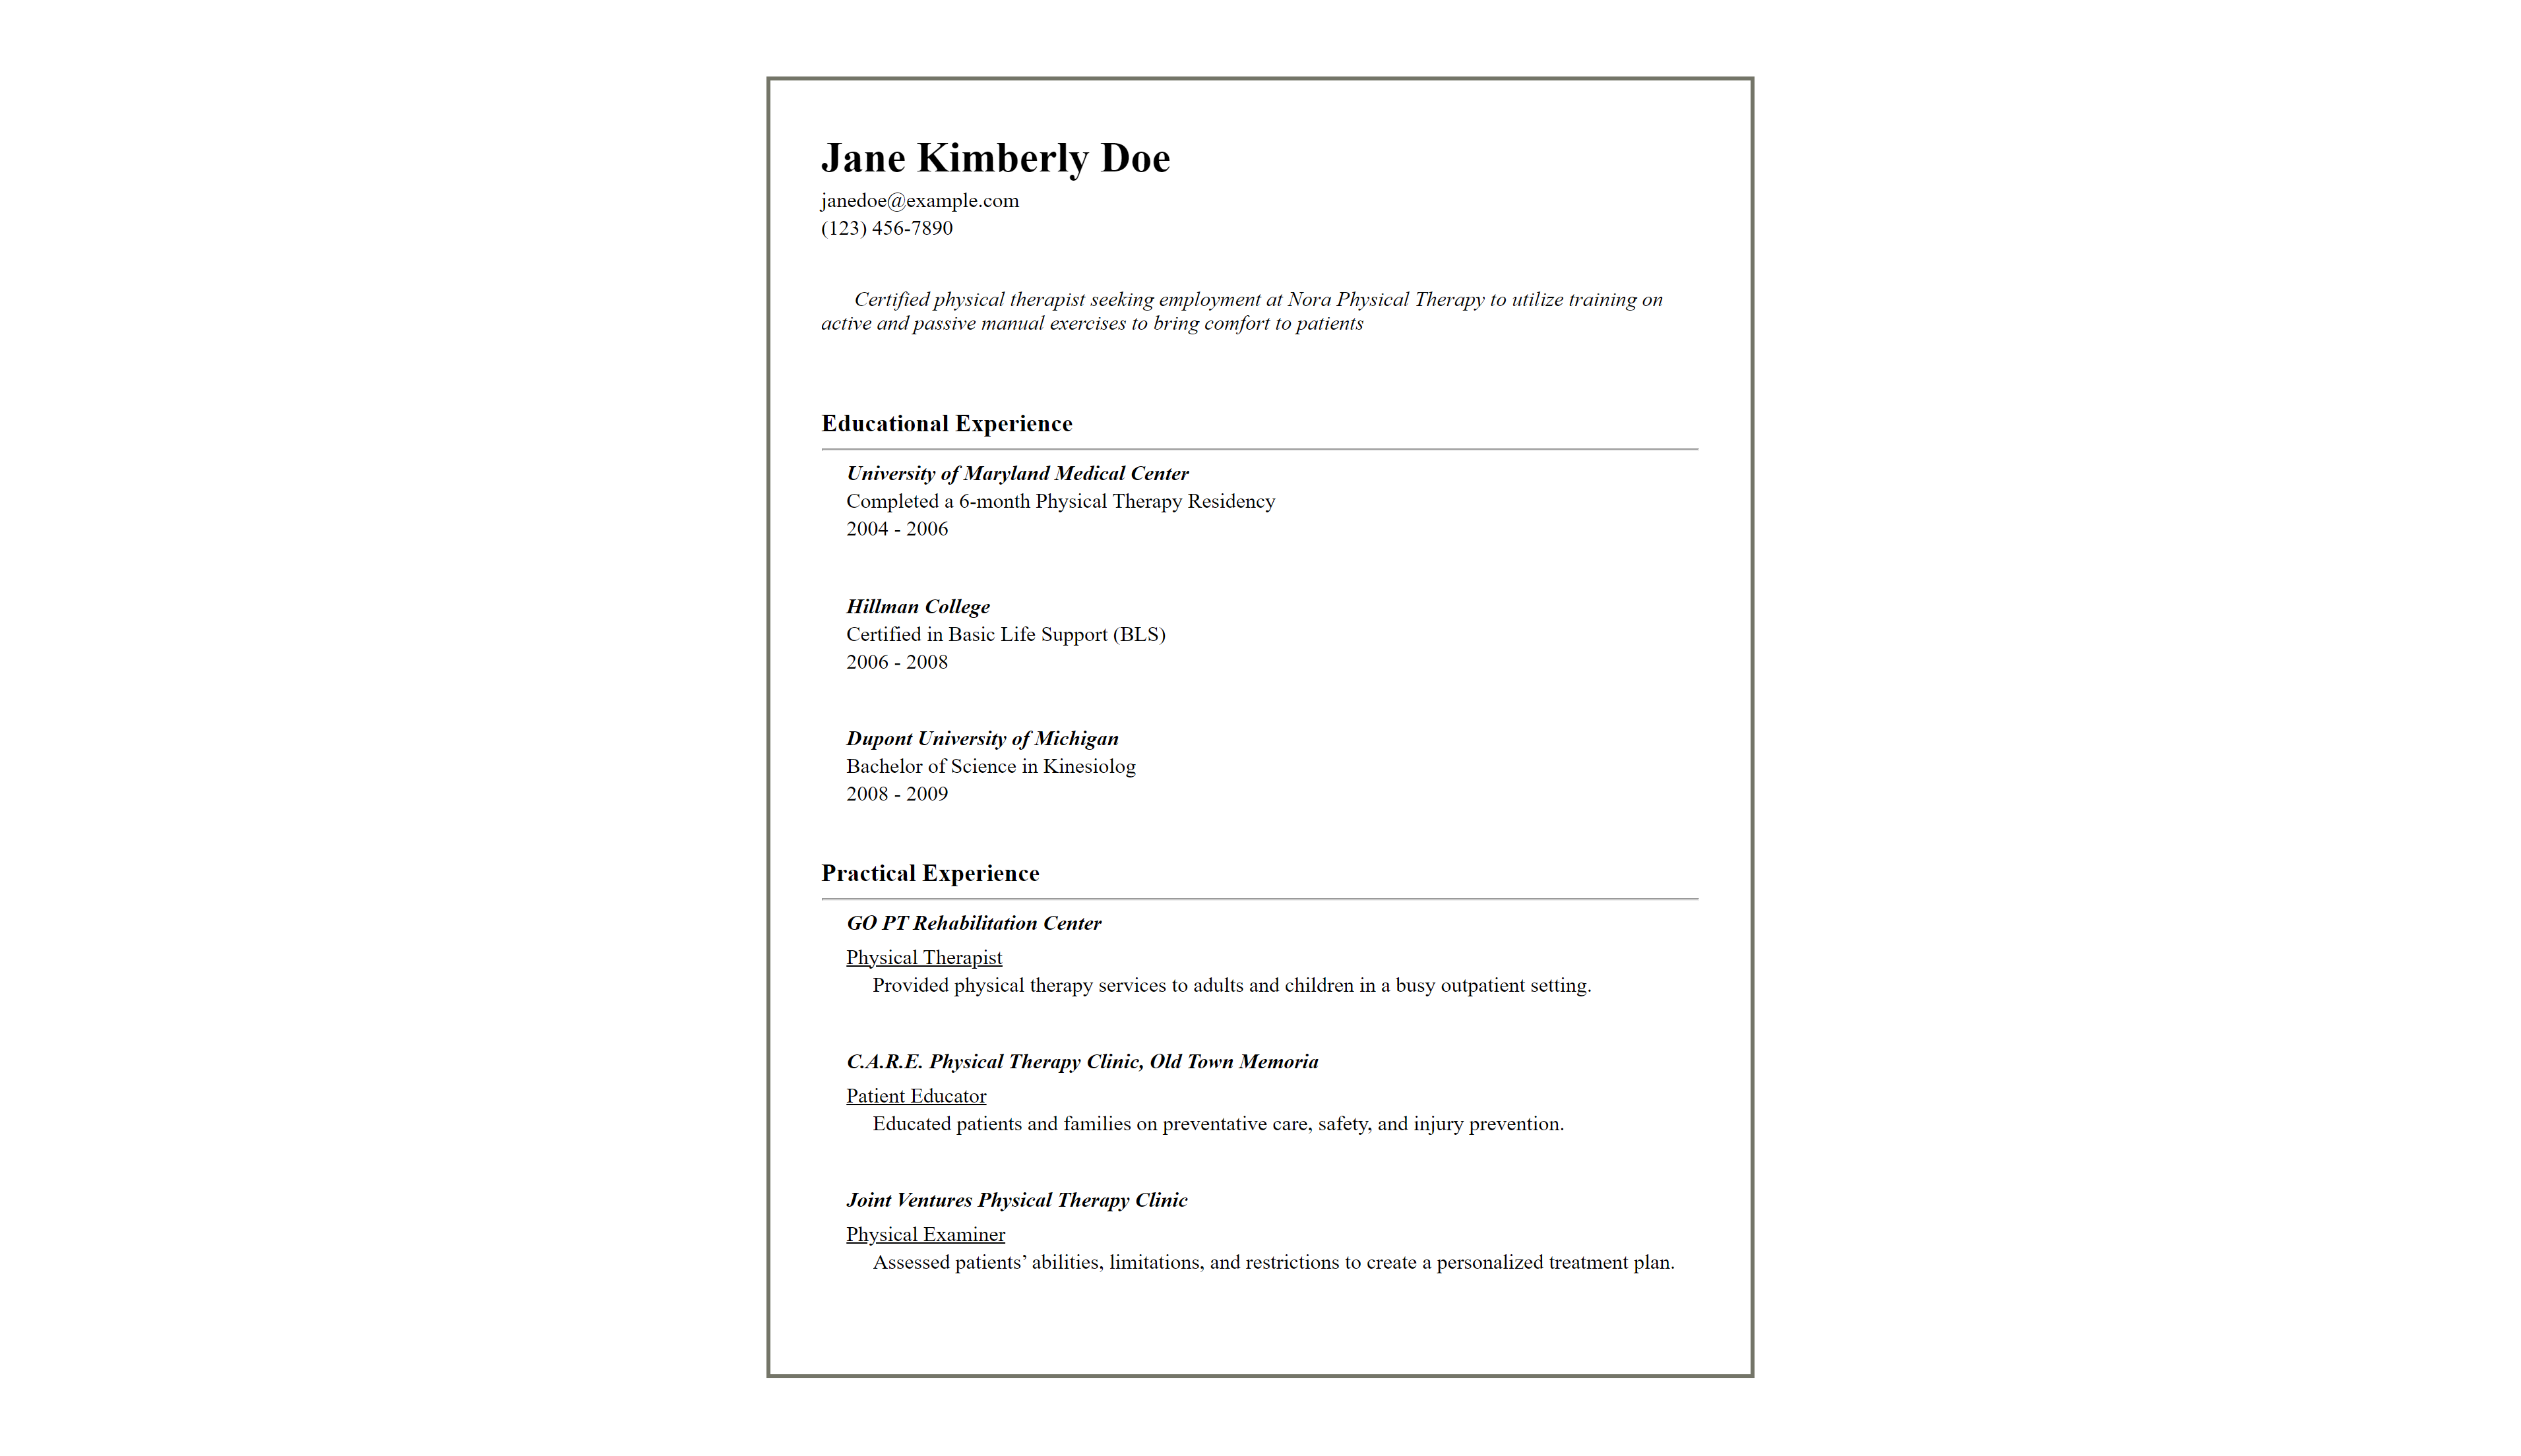 Jane Kimberly Doe
janedoe@example.com
(123) 456-7890
Certified physical therapist seeking employment at Nora Physical Therapy to utilize training on
active and passive manual exercises to bring comfort to patients
Educational Experience
University of Maryland Medical Center
Completed a 6-month Physical Therapy Residency
2004 - 2006
Hillman College
Certified in Basic Life Support (BLS)
2006 - 2008
Dupont University of Michigan
Bachelor of Science in Kinesiolog
2008 - 2009
Practical Experience
GO PT Rehabilitation Center
Physical Therapist
Provided physical therapy services to adults and children in a busy outpatient setting.
C.A.R.E. Physical Therapy Clinic, Old Town Memoria
Patient Educator
Educated patients and families on preventative care, safety, and injury prevention.
Joint Ventures Physical Therapy Clinic
Physical Examiner
Assessed patients’ abilities, limitations, and restrictions to create a personalized treatment plan.